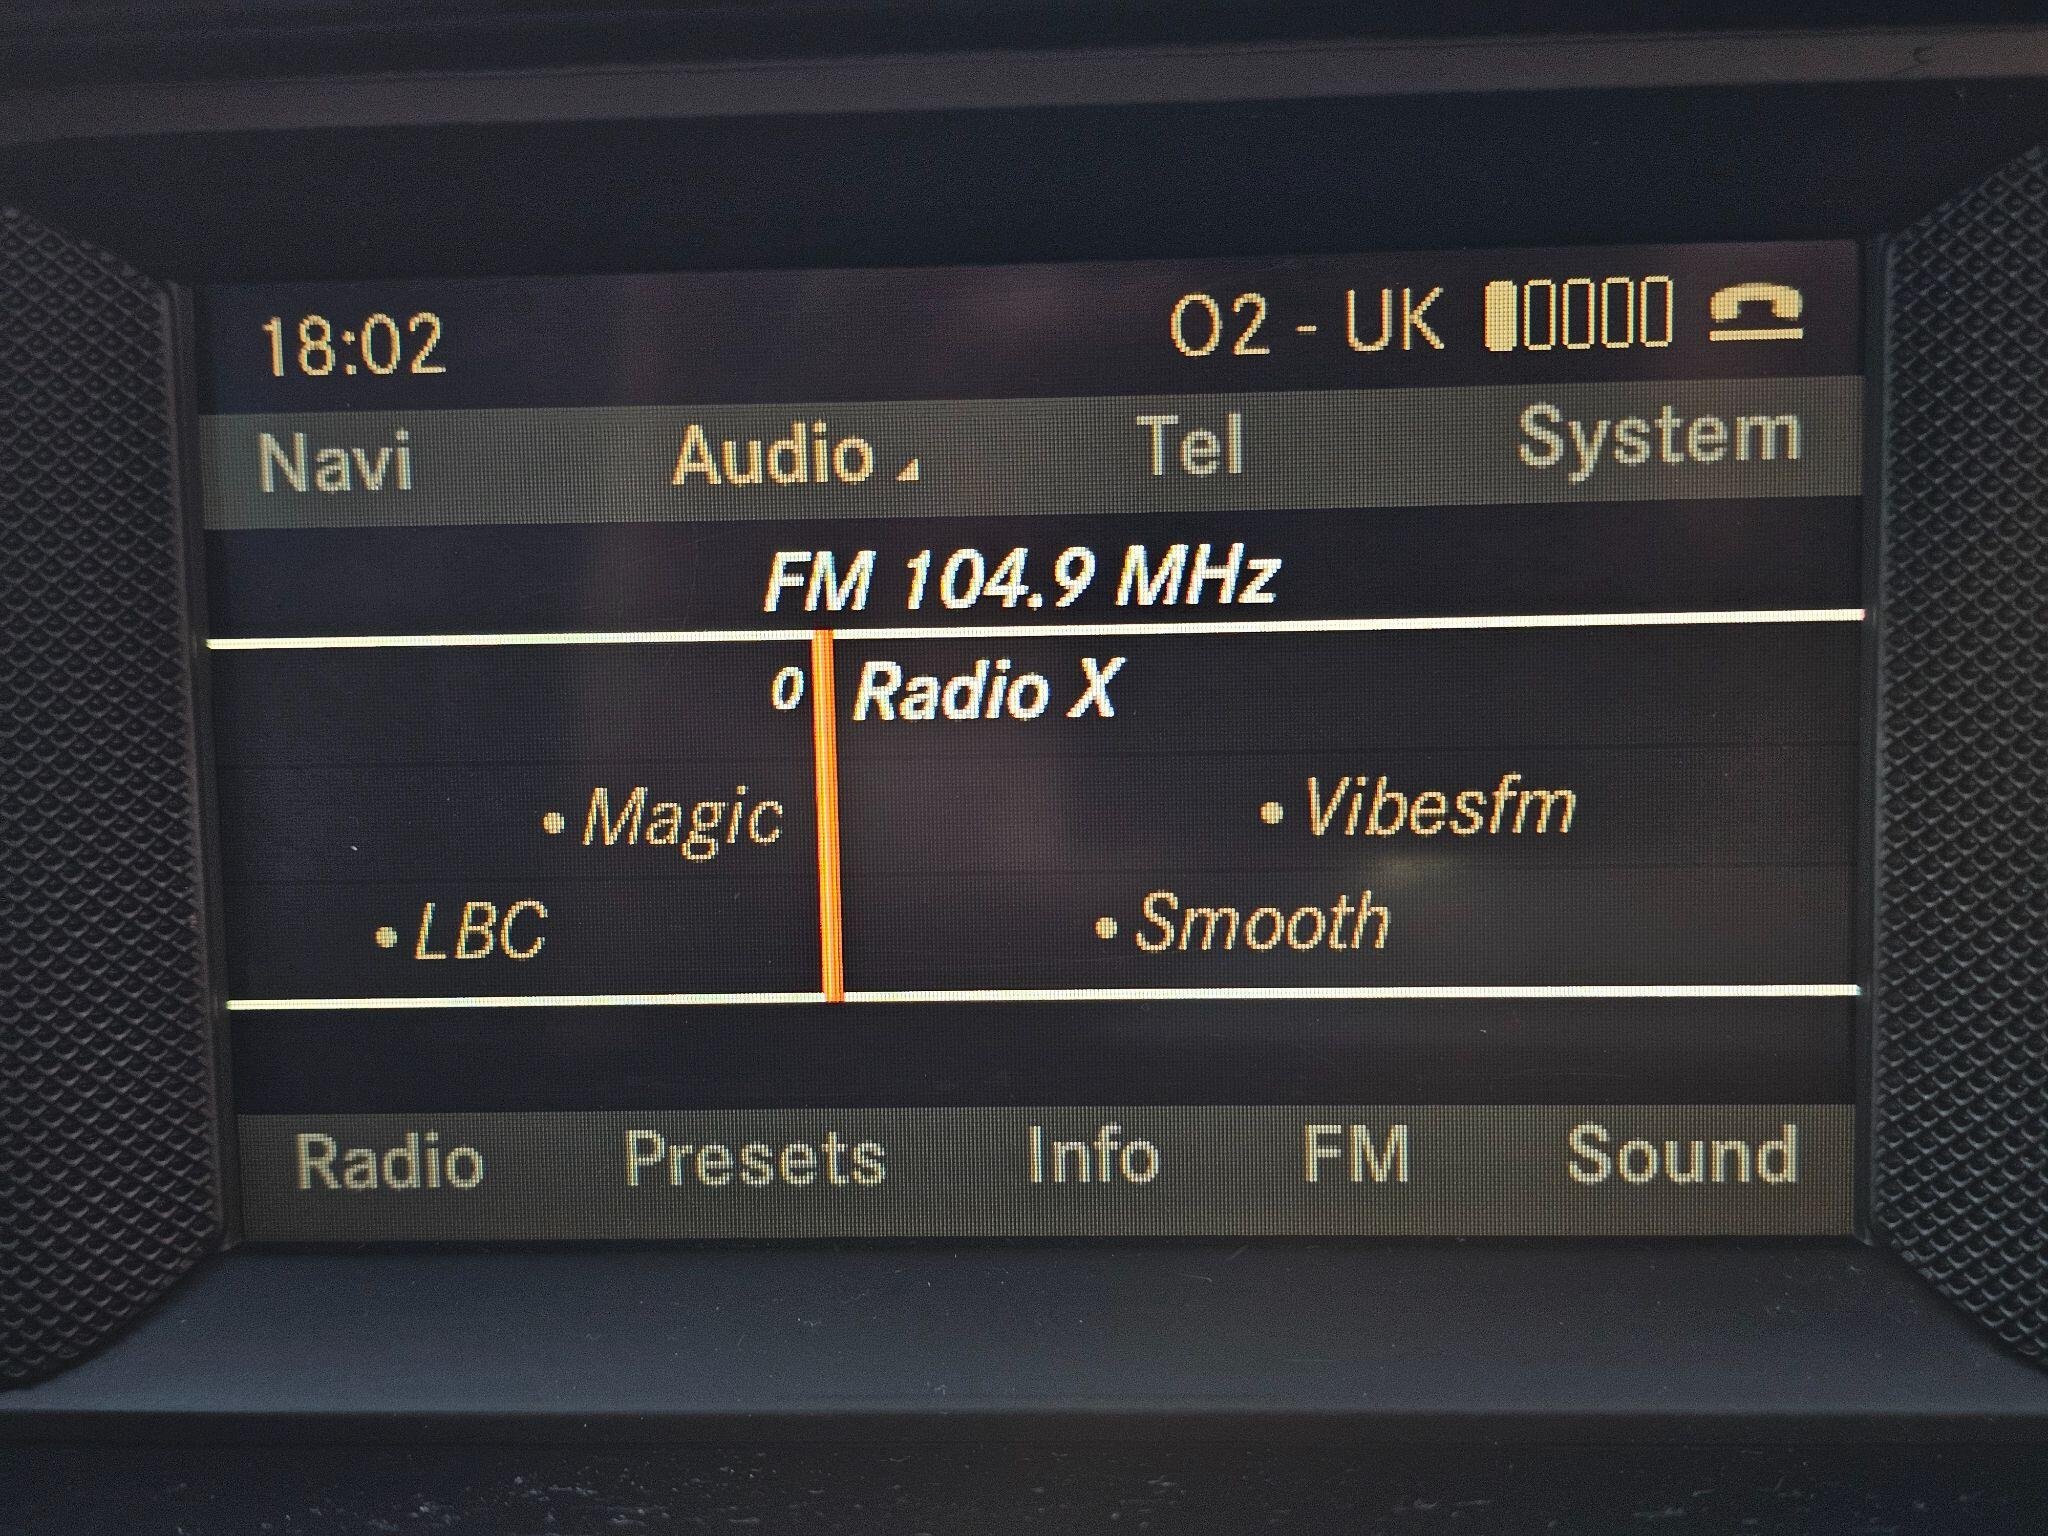 18:02 O2 - UK
Navi Audio Tel System
FM 104.9 MHz
0 Radio X
• Magic • Vibesfm
• LBC • Smooth
Radio Presets Info FM Sound